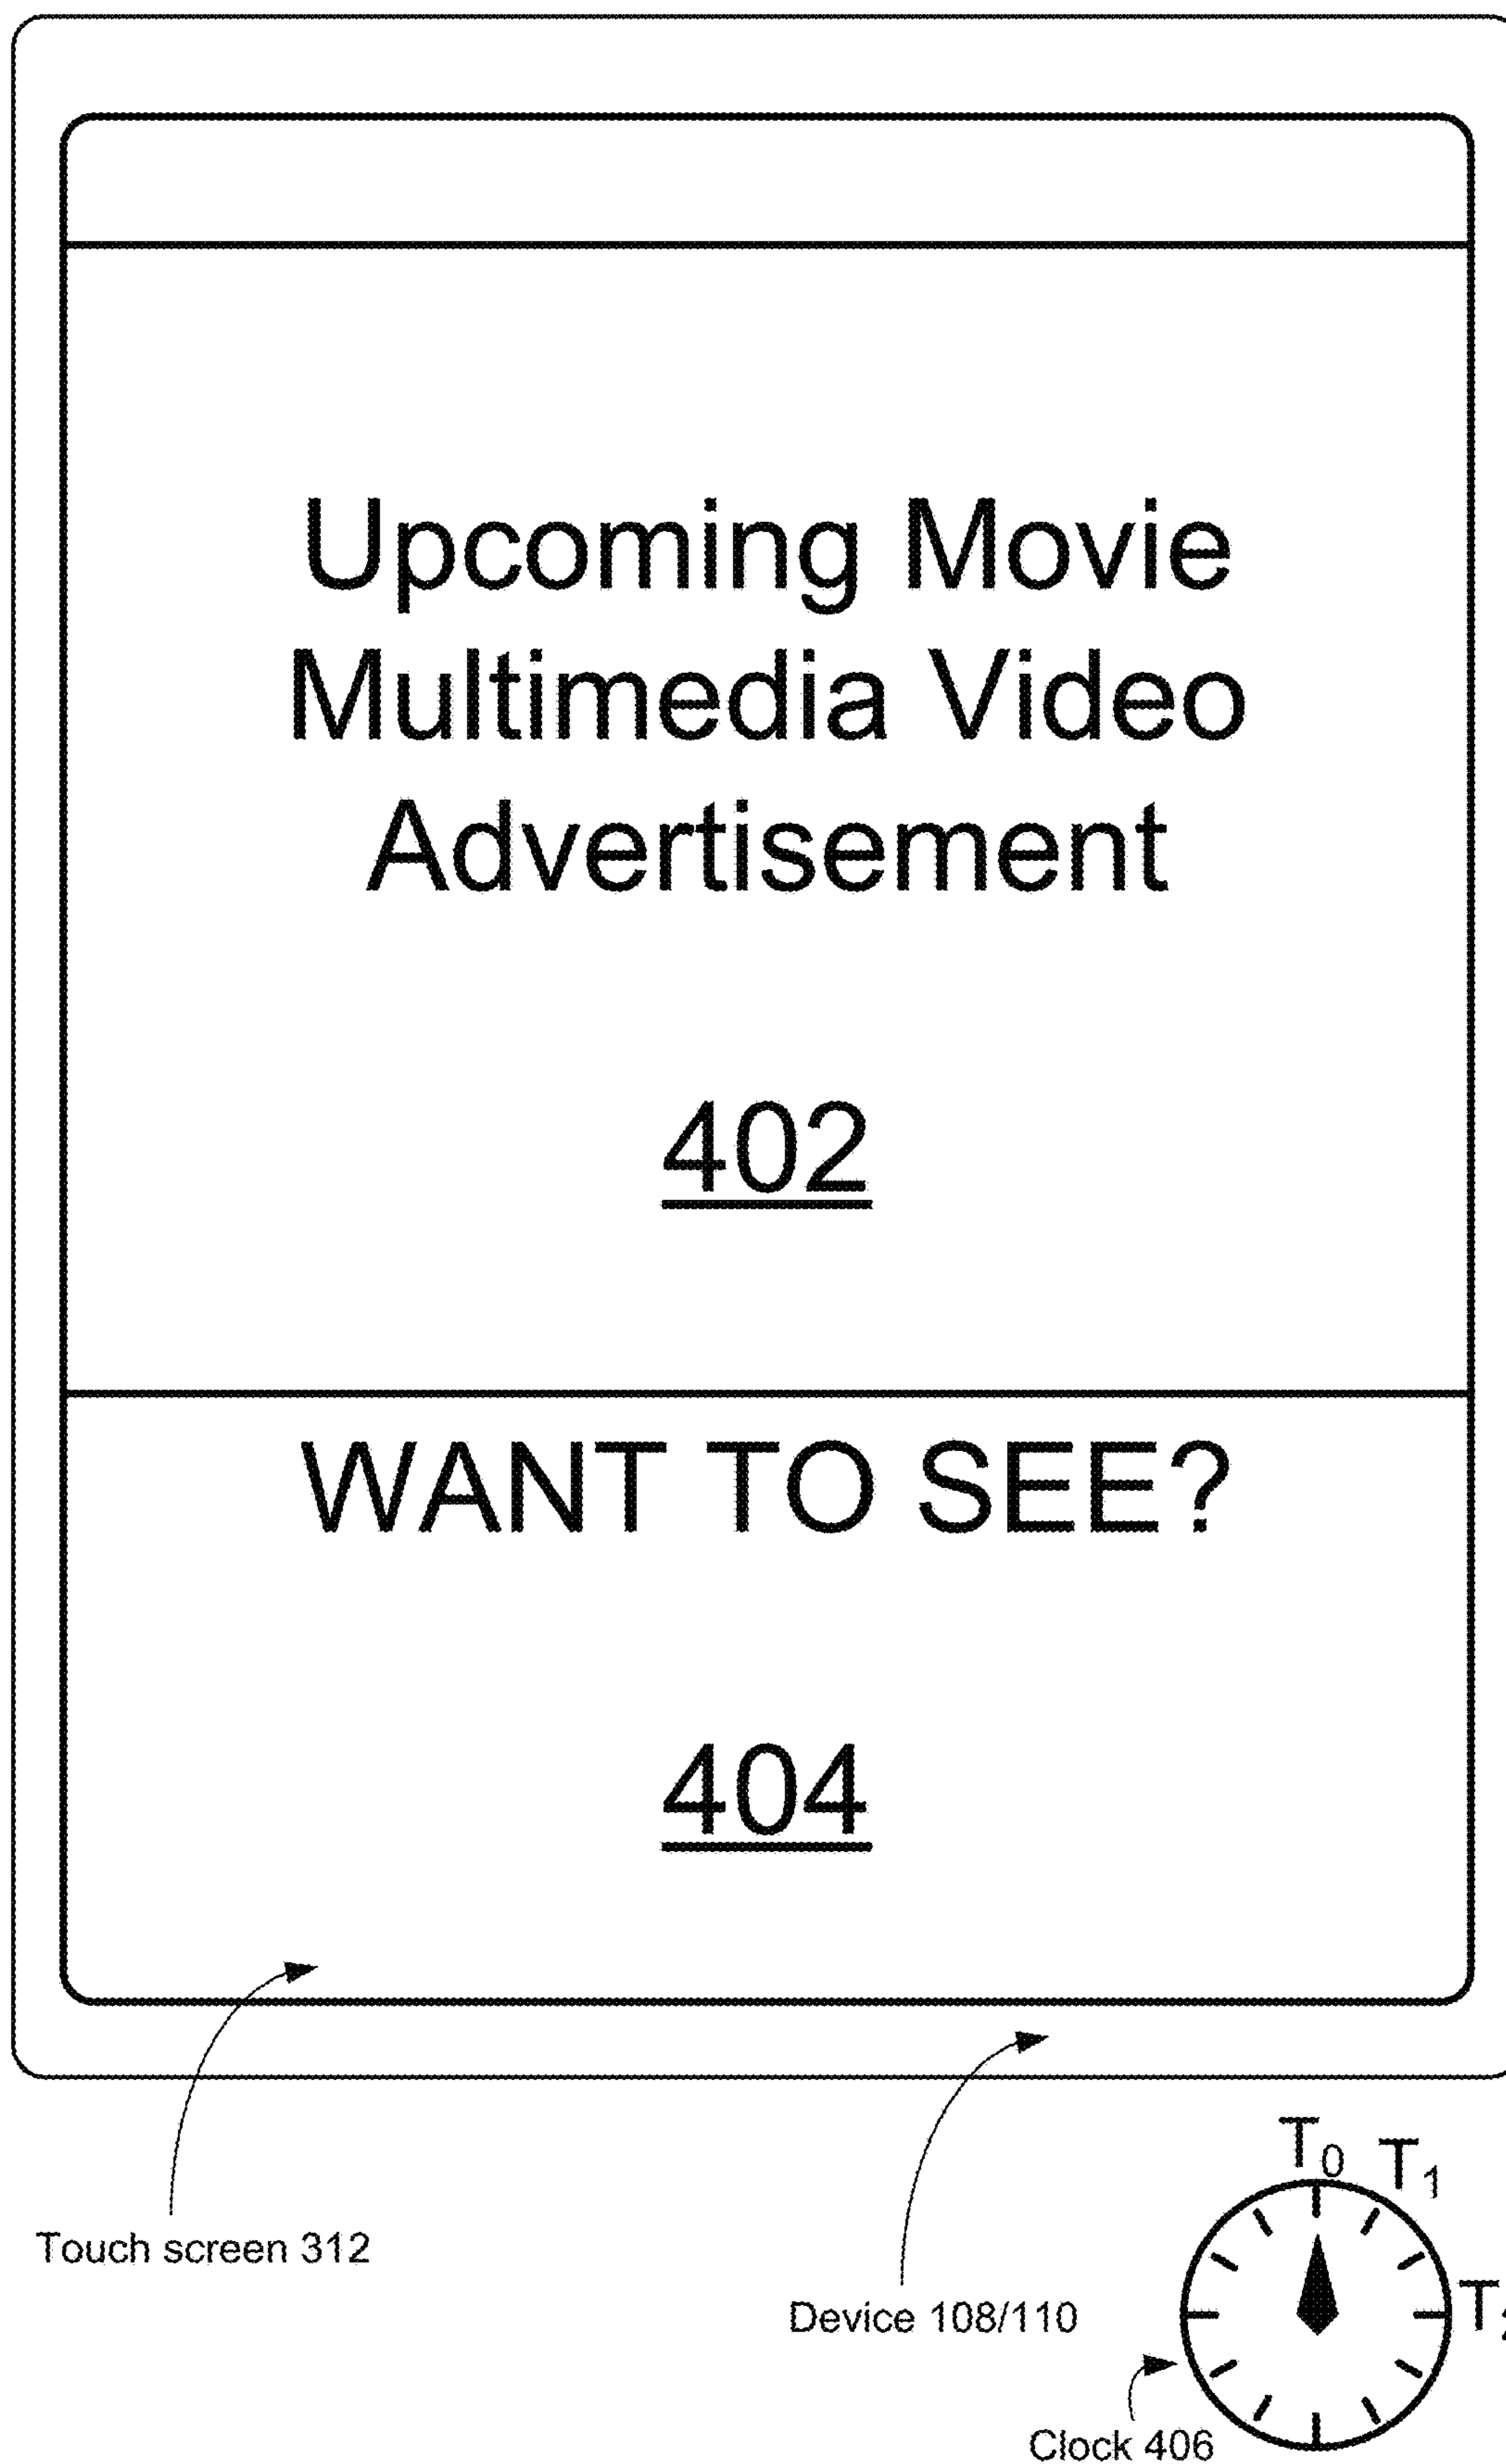 Upcoming Movie
Multimedia Video
Advertisement
402
WANT TO SEE?
404
T0
T1
Touch screen 312
Device 108/110
T
Clock 406